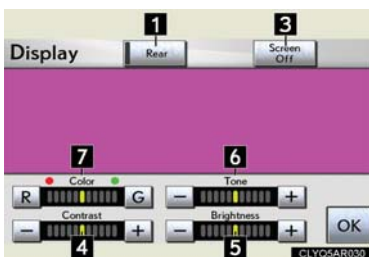 1 3
Display Rear Screen
Off
7 6
Color Tone
R G - +
Contrast Brightness
- + - + OK
4 5
CLYO5AR030